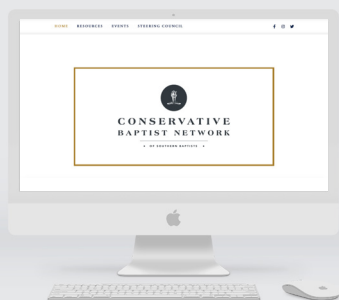 HOME RESOURCES EVENTS STEERING COUNCIL
CONSERVATIVE
BAPTIST NETWORK
OF SOUTHERN BAPTISTS